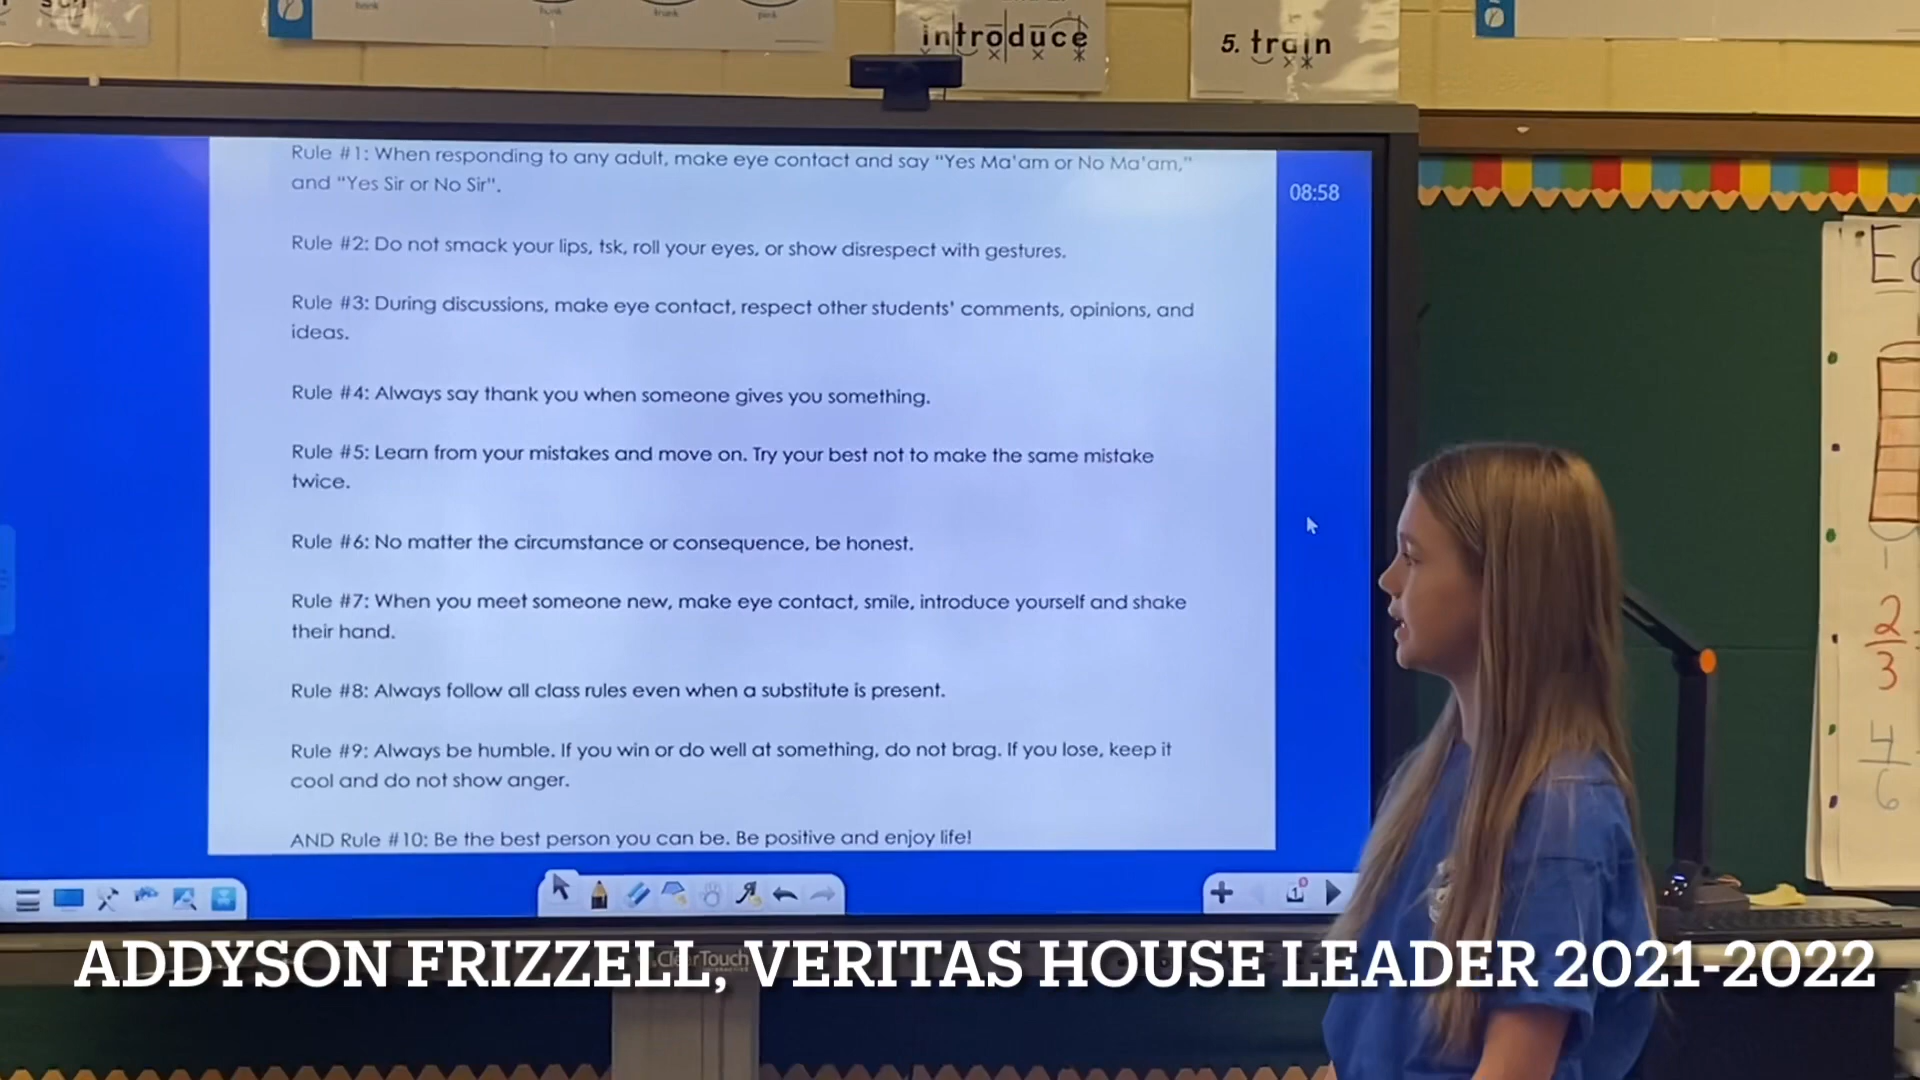 introduce
5. train
Rule #1: When responding to any adult, make eye contact and say "Yes Ma'am or No Ma'am,"
and "Yes Sir or No Sir".
08:58
Rule #2: Do not smack your lips, tsk, roll your eyes, or show disrespect with gestures.
Rule #3: During discussions, make eye contact, respect other students' comments, opinions, and
ideas.
Rule #4: Always say thank you when someone gives you something.
Rule #5: Learn from your mistakes and move on. Try your best not to make the same mistake
twice.
Rule #6: No matter the circumstance or consequence, be honest.
Rule #7: When you meet someone new, make eye contact, smile, introduce yourself and shake
their hand.
Rule #8: Always follow all class rules even when a substitute is present.
Rule #9: Always be humble. If you win or do well at something, do not brag. If you lose, keep it
cool and do not show anger.
AND Rule #10: Be the best person you can be. Be positive and enjoy life!
2
3
4
6
ClearTouch
ADDYSON FRIZZELL, VERITAS HOUSE LEADER 2021-2022